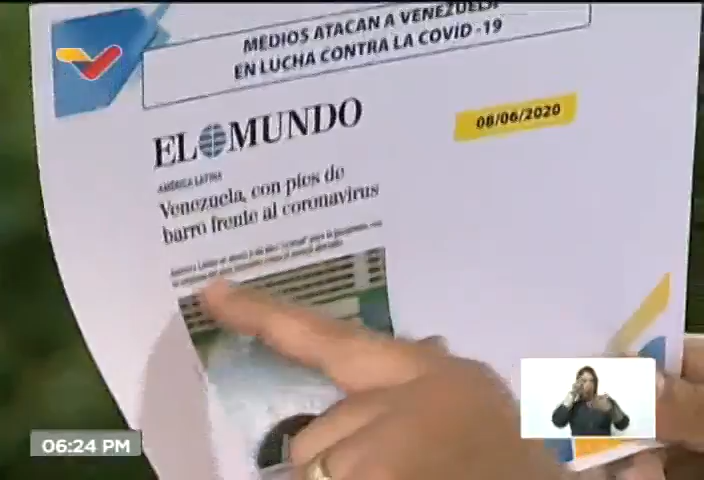 MEDIOS ATACAN A VENEZUELA
EN LUCHA CONTRA LA COVID -19
EL MUNDO
08/06/2020
AMÉRICA LATINA
Venezuela, con pies de
barro frente al coronavirus
06:24 PM